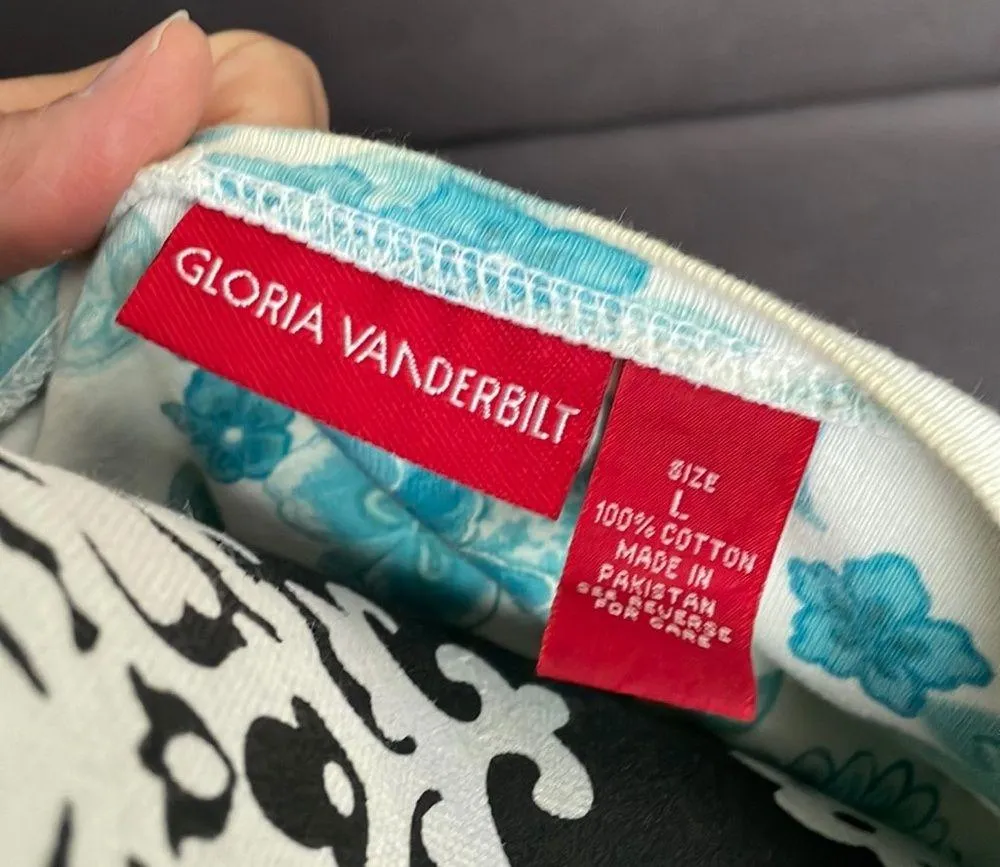 GLORIA VANDERBILT
SIZE
L
100% COTTON
MADE IN
PAKISTAN
SEE REVERSE
FOR CARE